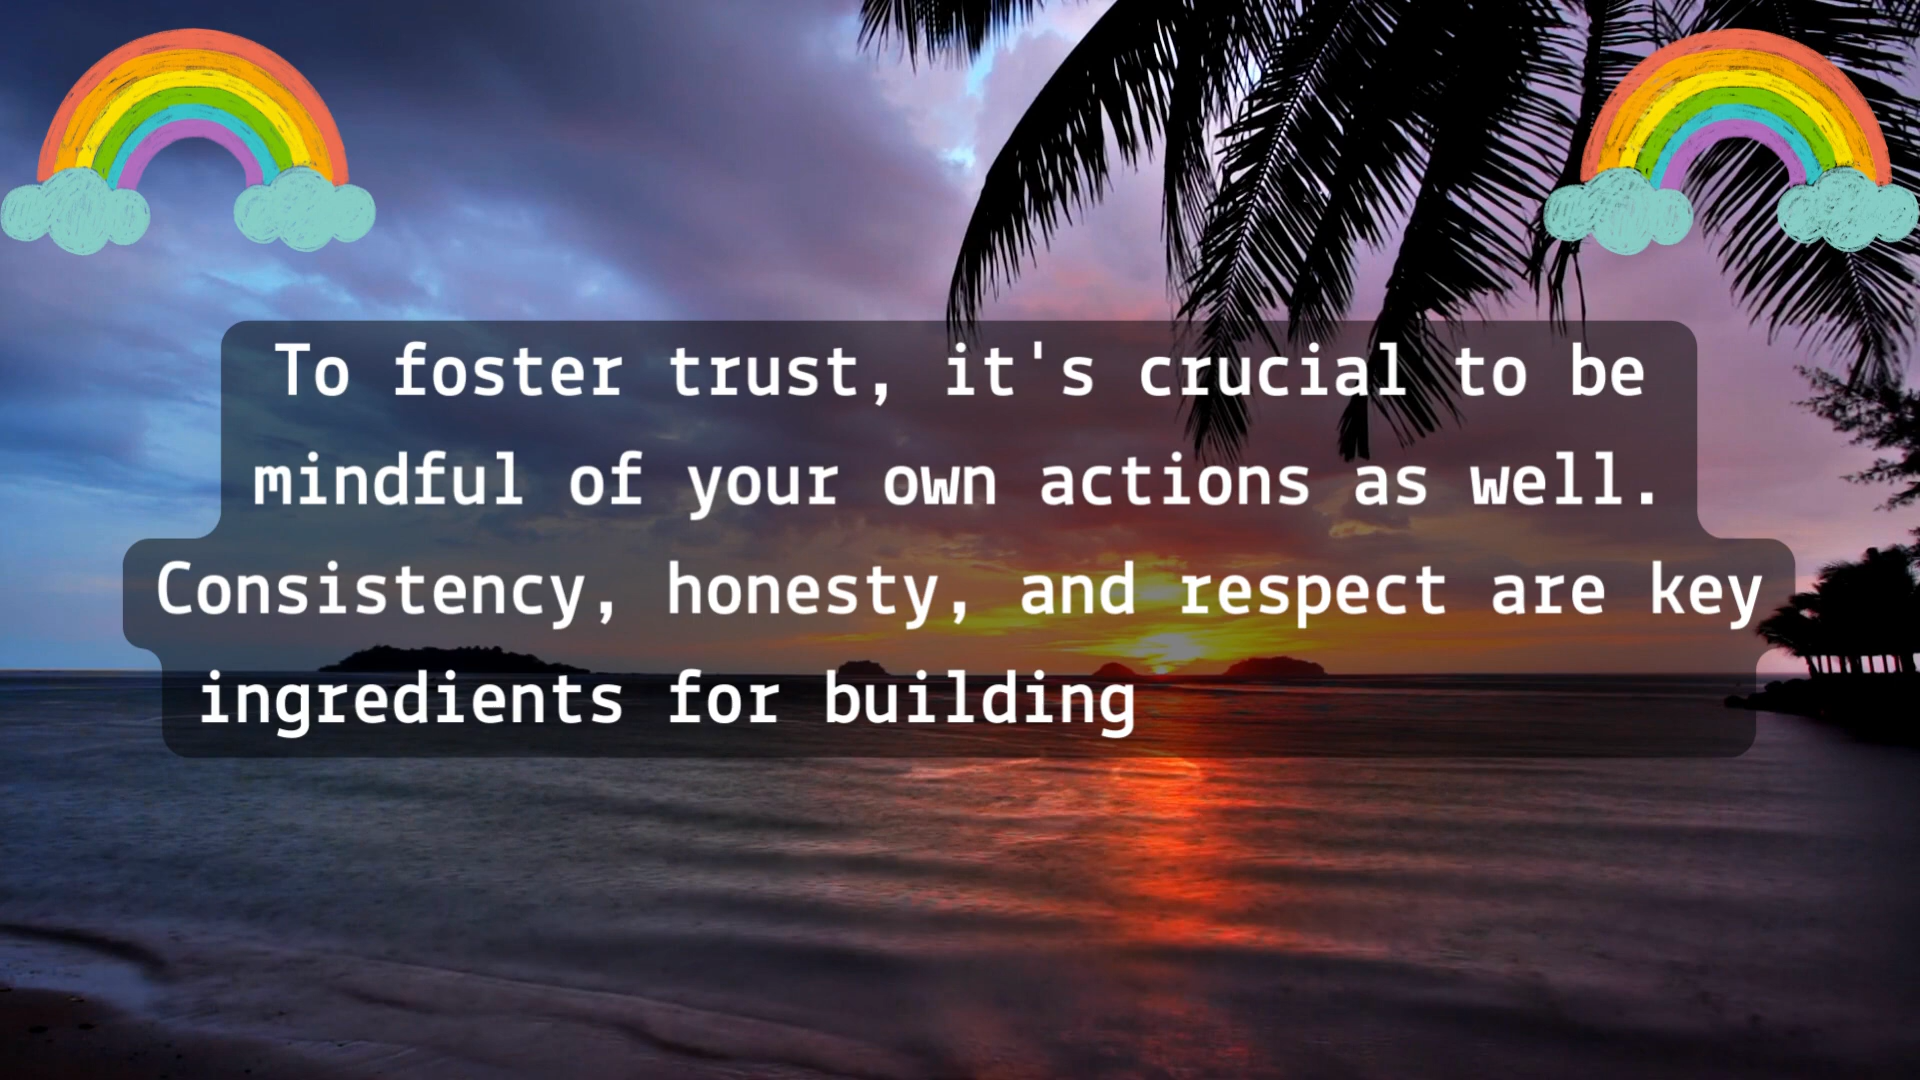 To foster trust, it's crucial to be
mindful of your own actions as well.
Consistency, honesty, and respect are key
ingredients for building